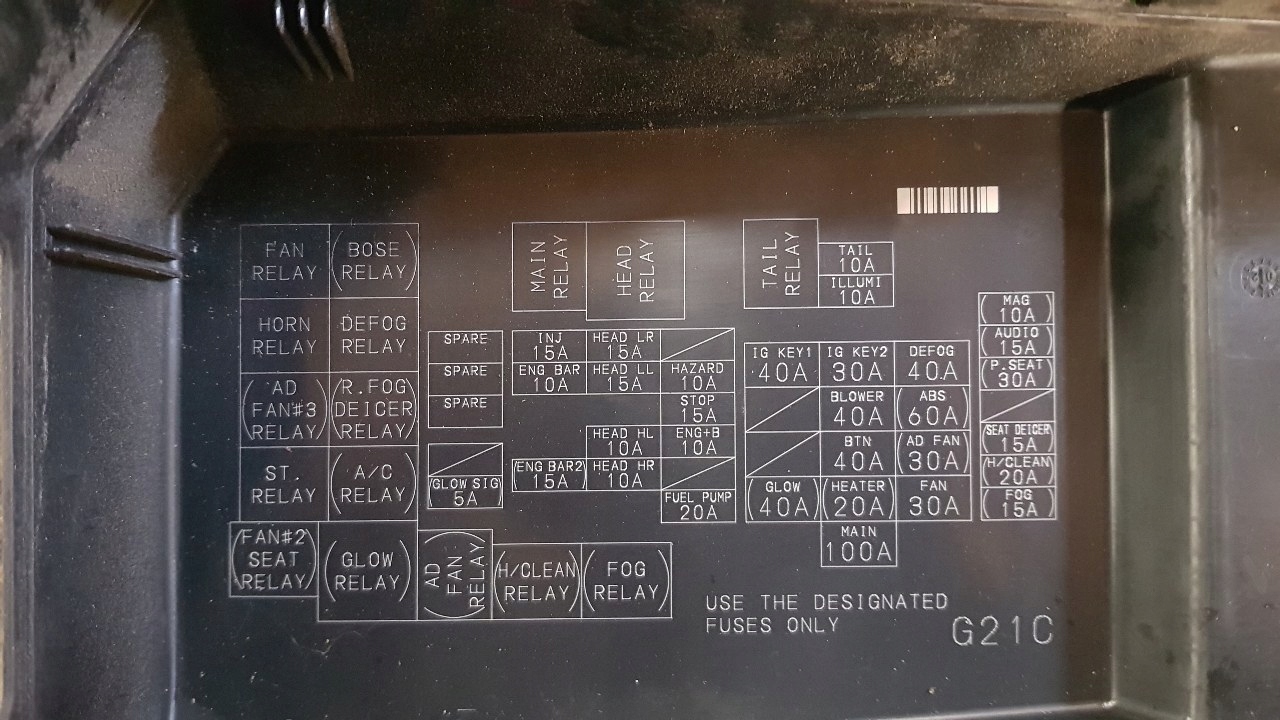 FAN
RELAY
(BOSE
RELAY)
HORN
RELAY
DEFOG
RELAY
(AD
FAN#3
RELAY)
(R.FOG
DEICER
RELAY)
ST.
RELAY
(A/C
RELAY)
(FAN#2
SEAT
RELAY)
(GLOW
RELAY)
(AD
FAN
RELAY)
(H/CLEAN
RELAY)
(FOG
RELAY)
SPARE
SPARE
SPARE
(GLOW SIG
5A)
MAIN
RELAY
HEAD
RELAY
INJ
15A
HEAD LR
15A
ENG BAR
10A
HEAD LL
15A
HAZARD
10A
STOP
15A
HEAD HL
10A
ENG+B
10A
(ENG BAR2
15A)
HEAD HR
10A
FUEL PUMP
20A
TAIL
RELAY
TAIL
10A
ILLUMI
10A
IG KEY1
40A
IG KEY2
30A
DEFOG
40A
BLOWER
40A
(ABS
60A)
BTN
40A
(AD FAN
30A)
(GLOW
40A)
(HEATER
20A)
FAN
30A
MAIN
100A
(MAG
10A)
(AUDIO
15A)
(P.SEAT
30A)
(SEAT DEICER
15A)
(H/CLEAN
20A)
(FOG
15A)
USE THE DESIGNATED
FUSES ONLY
G21C